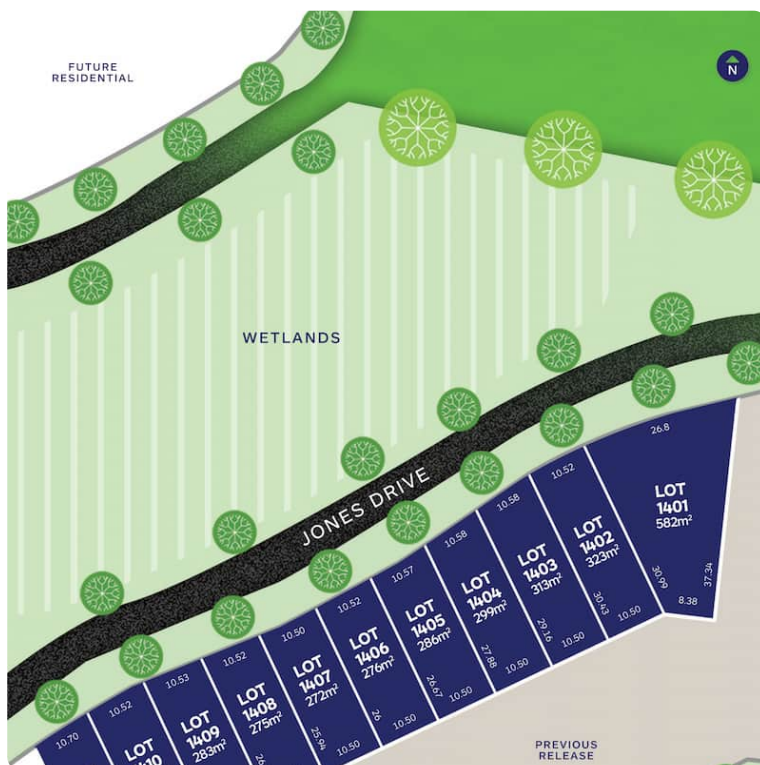 FUTURE
RESIDENTIAL
N
WETLANDS
JONES DRIVE
26.8
LOT
1401
582m²
37.34
8.38
30.99
10.52
LOT
1402
323m²
30.43
10.50
10.58
LOT
1403
313m²
29.16
10.50
10.58
LOT
1404
299m²
27.88
10.50
10.57
LOT
1405
286m²
26.67
10.50
10.52
LOT
1406
276m²
26
10.50
10.50
LOT
1407
272m²
25.94
10.50
10.52
LOT
1408
275m²
10.53
LOT
1409
283m²
10.52
LOT
10.70
PREVIOUS
RELEASE